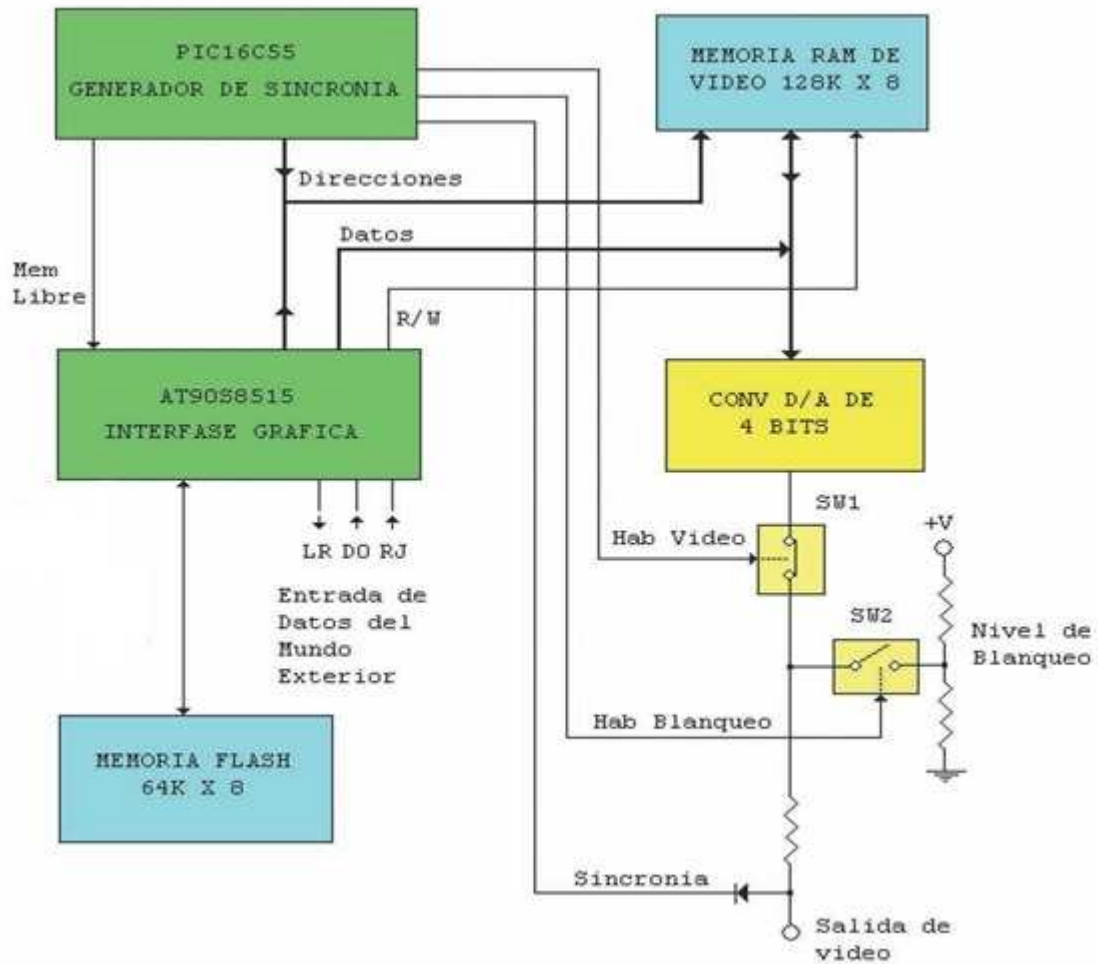 PIC16C55
GENERADOR DE SINCRONIA
MEMORIA RAM DE
VIDEO 128K X 8
Direcciones
Datos
Mem
Libre
R/W
AT90S8515
INTERFASE GRAFICA
CONV D/A DE
4 BITS
SW1
+V
LR DO RJ
Hab Video
Entrada de
Datos del
Mundo
Exterior
SW2
Nivel de
Blanqueo
Hab Blanqueo
MEMORIA FLASH
64K X 8
Sincronia
Salida de
video